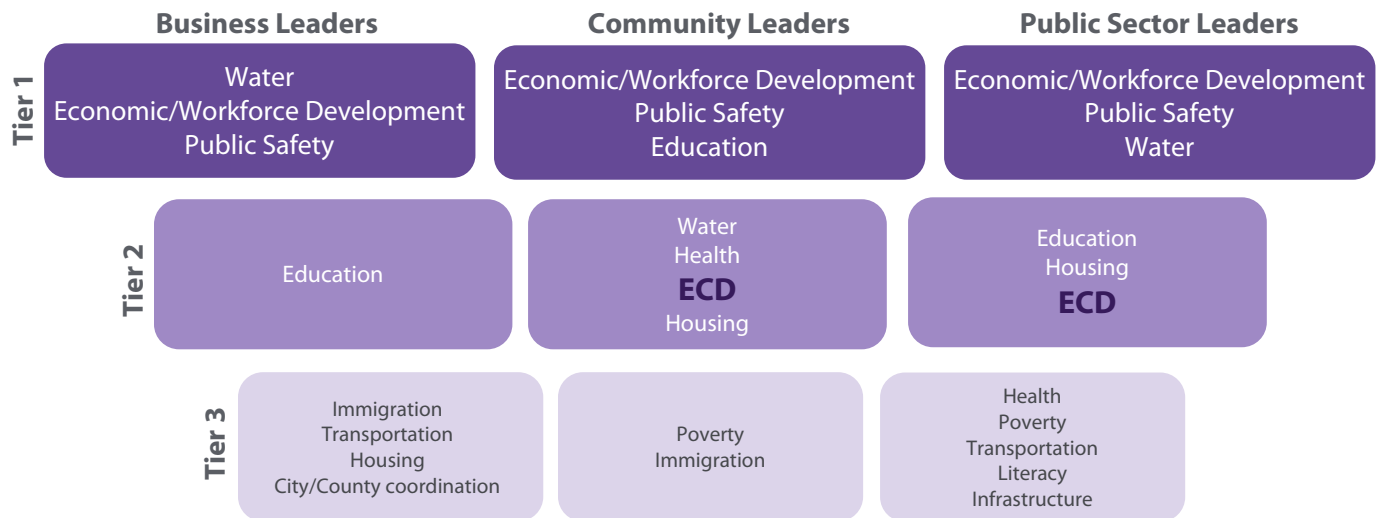 Business Leaders
Community Leaders
Public Sector Leaders
Tier 1
Water
Economic/Workforce Development
Public Safety
Economic/Workforce Development
Public Safety
Education
Economic/Workforce Development
Public Safety
Water
Tier 2
Education
Water
Health
ECD
Housing
Education
Housing
ECD
Tier 3
Immigration
Transportation
Housing
City/County coordination
Poverty
Immigration
Health
Poverty
Transportation
Literacy
Infrastructure